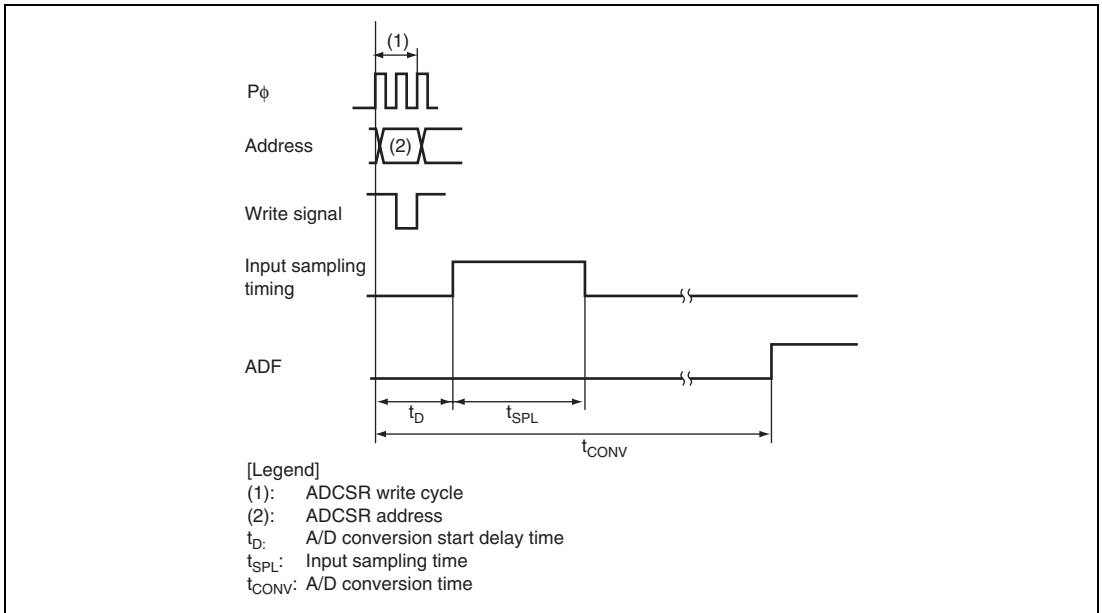 (1)
Pϕ
Address
(2)
Write signal
Input sampling
timing
ADF
tD
tSPL
tCONV
[Legend]
(1): ADCSR write cycle
(2): ADCSR address
tD: A/D conversion start delay time
tSPL: Input sampling time
tCONV: A/D conversion time